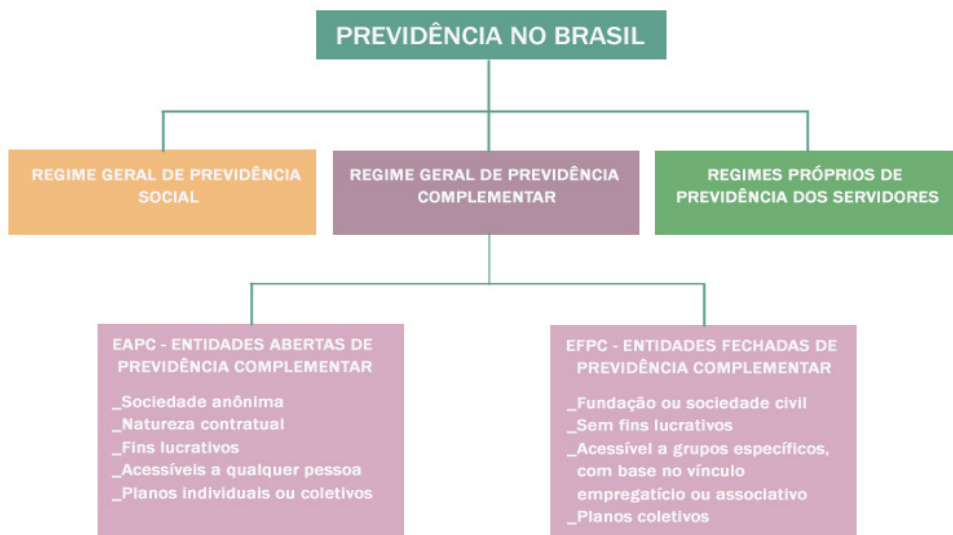 PREVIDÊNCIA NO BRASIL
REGIME GERAL DE PREVIDÊNCIA
SOCIAL
REGIME GERAL DE PREVIDÊNCIA
COMPLEMENTAR
REGIMES PRÓPRIOS DE
PREVIDÊNCIA DOS SERVIDORES
EAPC - ENTIDADES ABERTAS DE
PREVIDÊNCIA COMPLEMENTAR
_Sociedade anônima
_Natureza contratual
_Fins lucrativos
_Acessíveis a qualquer pessoa
_Planos individuais ou coletivos
EFPC - ENTIDADES FECHADAS DE
PREVIDÊNCIA COMPLEMENTAR
_Fundação ou sociedade civil
_Sem fins lucrativos
_Acessível a grupos específicos,
com base no vínculo
empregatício ou associativo
_Planos coletivos